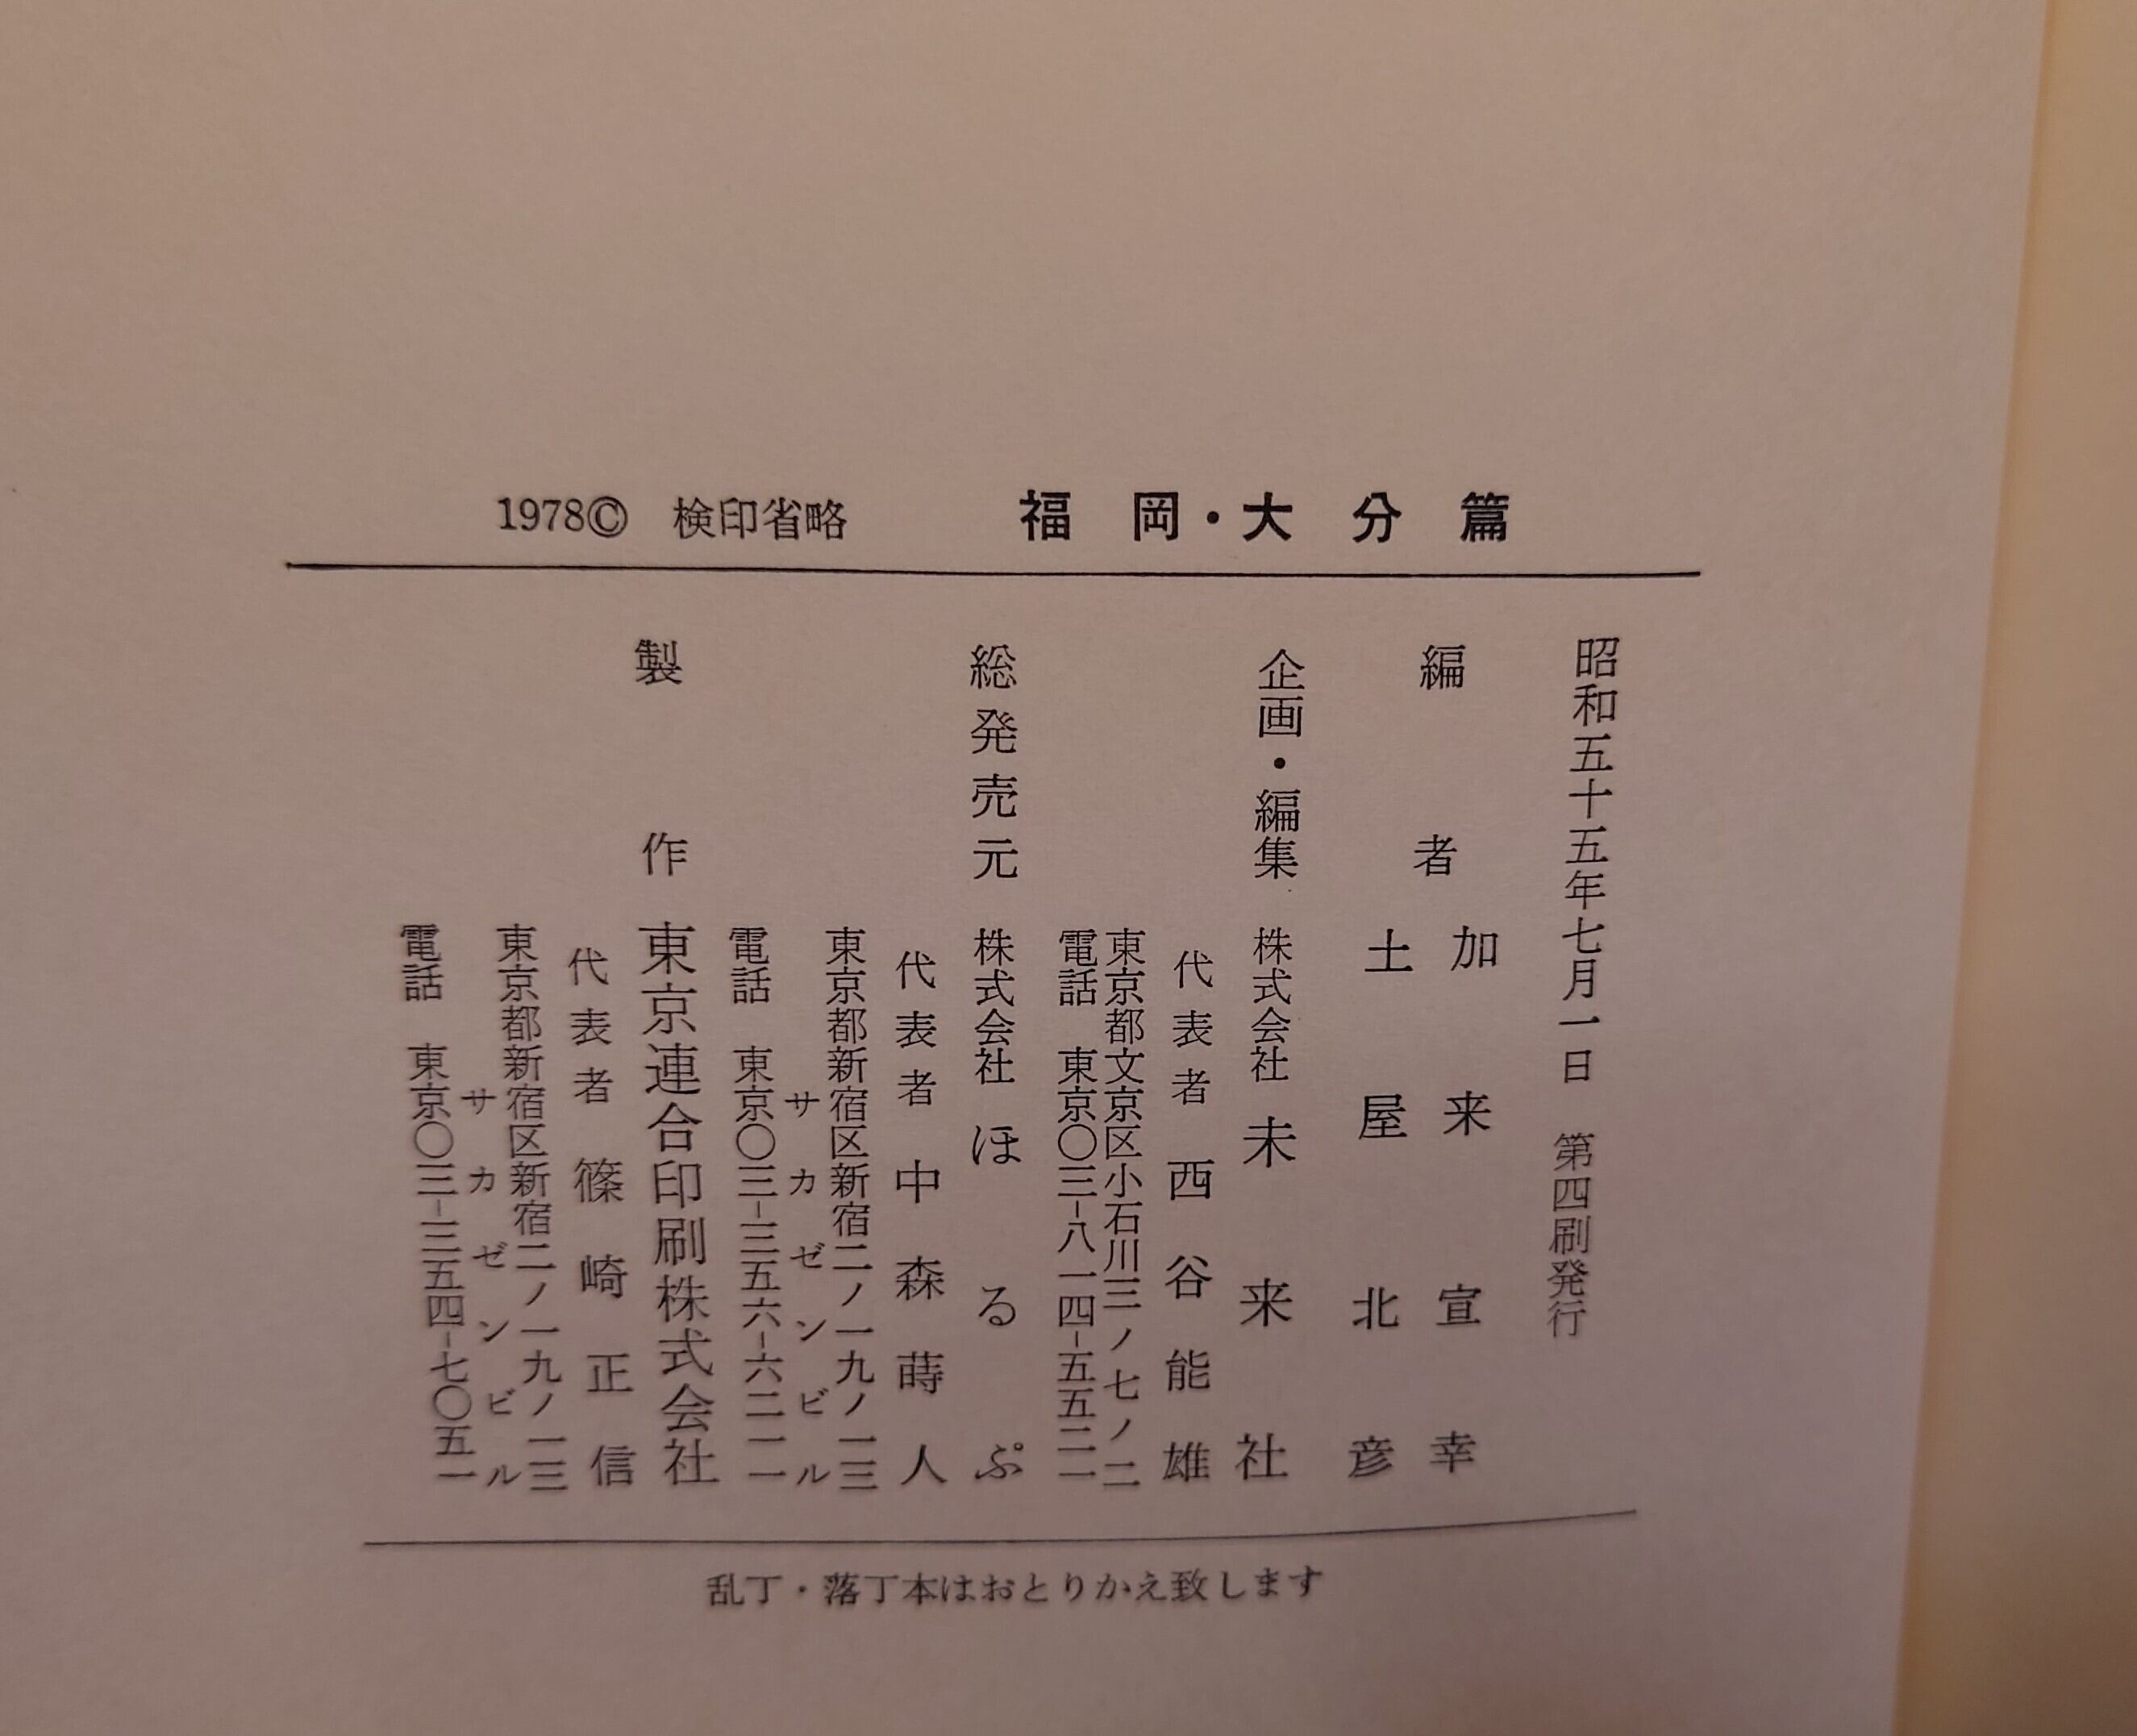 1978© 検印省略 福岡・大分篇
昭和五十五年七月一日 第四刷発行
編者 加来宣幸
土屋北彦
企画・編集 株式会社未来社
代表者 西谷能雄
東京都文京区小石川三ノ七ノ二
電話 東京〇三-八一四-五五二一
総発売元 株式会社ほるぷ
代表者 中森蒔人
東京都新宿区新宿二ノ一九ノ一三
サカゼンビル
電話 東京〇三-三五六-六二一一
製作 東京連合印刷株式会社
代表者 篠崎正信
東京都新宿区新宿二ノ一九ノ一三
サカゼンビル
電話 東京〇三-三五四-七〇五一
乱丁・落丁本はおとりかえ致します